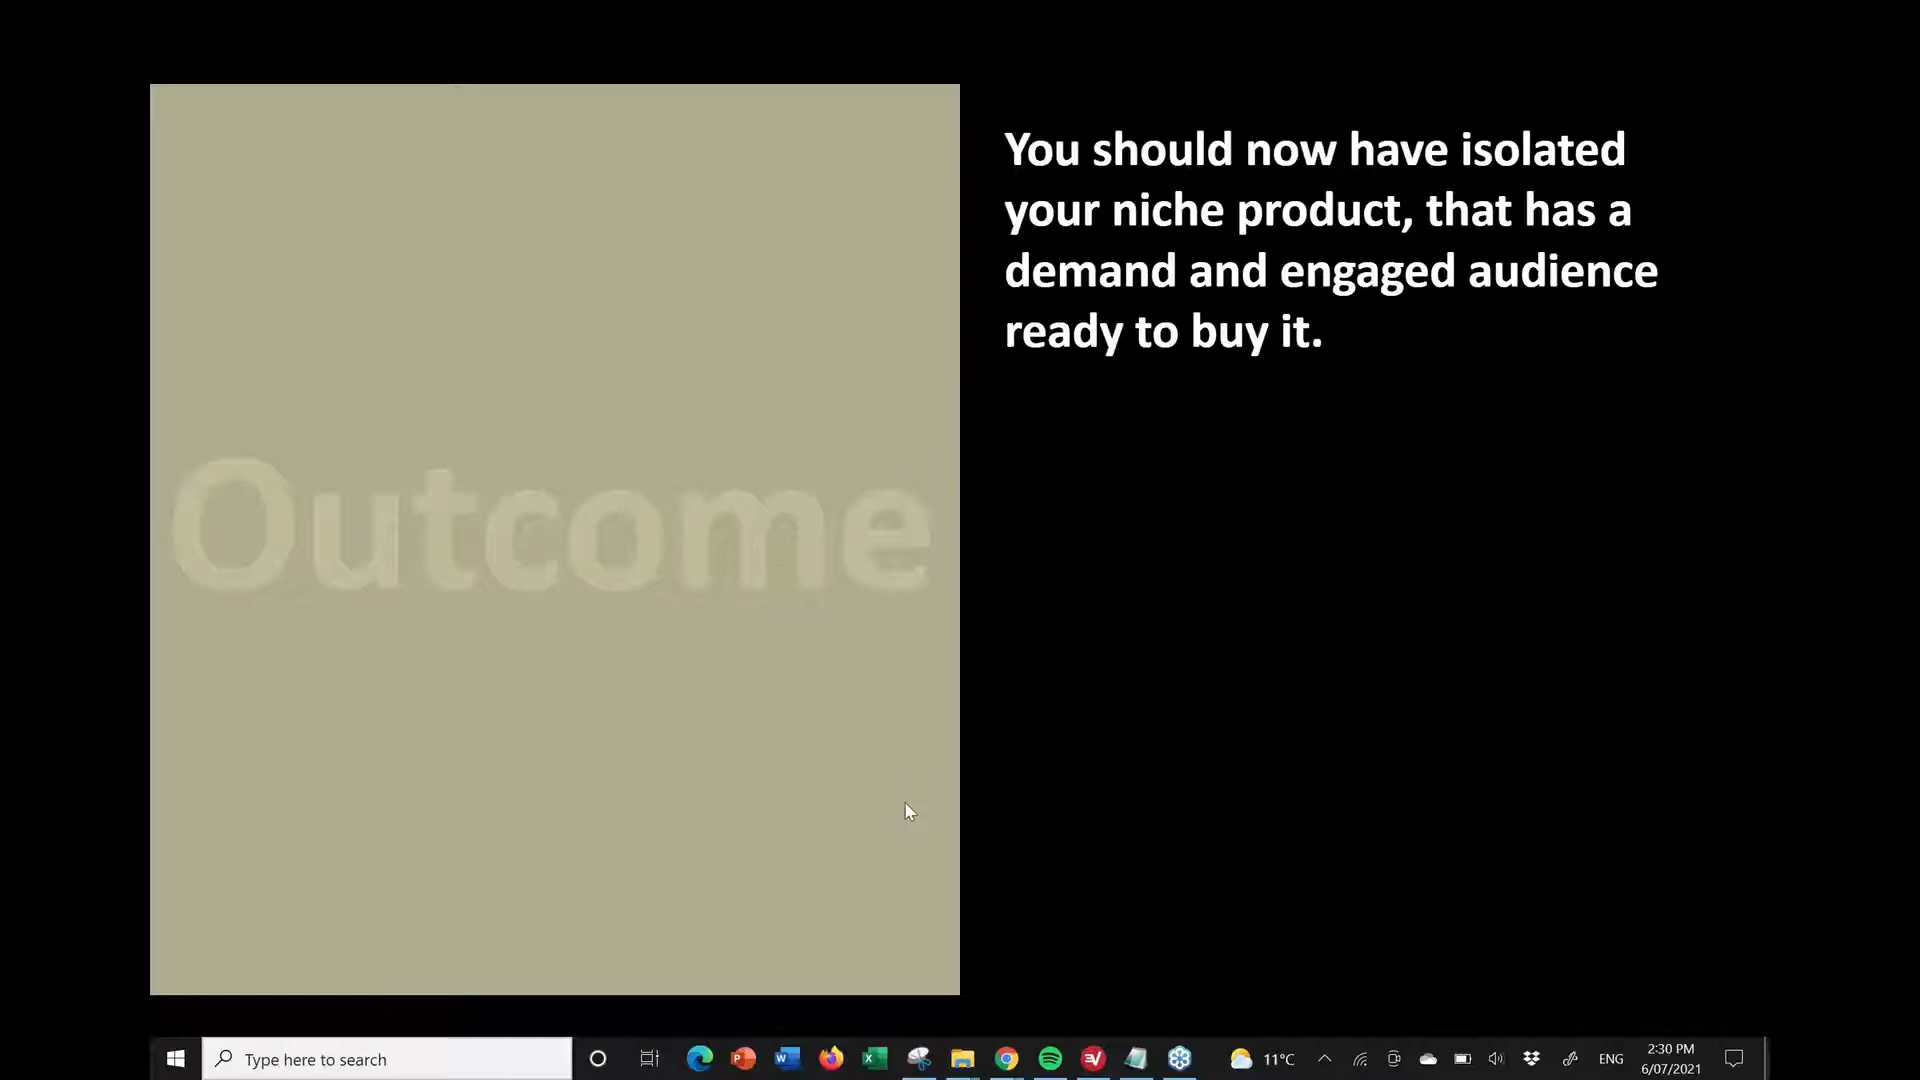 You should now have isolated
your niche product, that has a
demand and engaged audience
ready to buy it.
Outcome
Type here to search
11°C
ENG
2:30 PM
6/07/2021